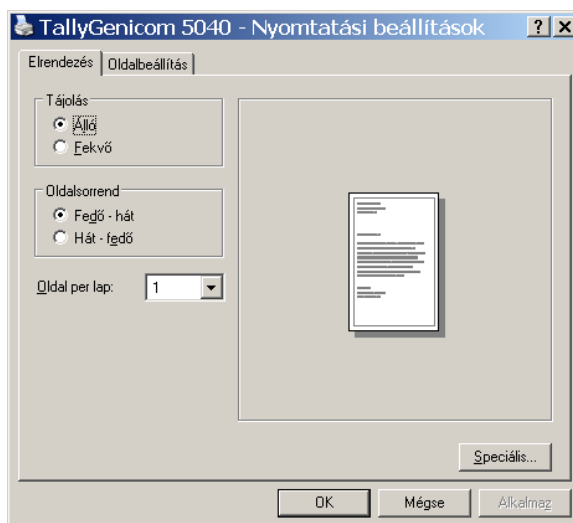 TallyGenicom 5040 - Nyomtatási beállítások
Elrendezés Oldalbeállítás
Tájolás
Álló
Fekvő
Oldalsorrend
Fedő - hát
Hát - fedő
Oldal per lap: 1
Speciális...
OK Mégse Alkalmaz